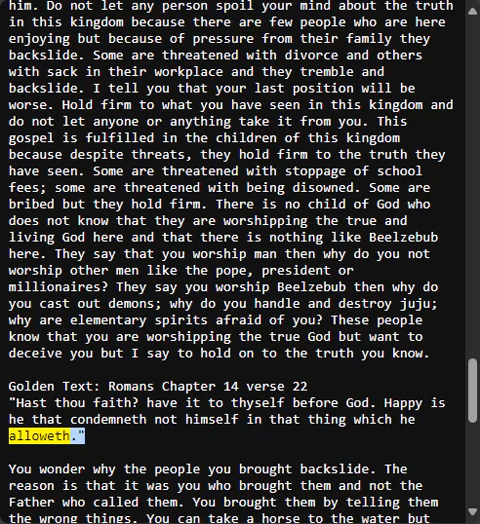 him. Do not let any person spoil your mind about the truth
in this kingdom because there are few people who are here
enjoying but because of pressure from their family they
backslide. Some are threatened with divorce and others
with sack in their workplace and they tremble and
backslide. I tell you that your last position will be
worse. Hold firm to what you have seen in this kingdom and
do not let anyone or anything take it from you. This
gospel is fulfilled in the children of this kingdom
because despite threats, they hold firm to the truth they
have seen. Some are threatened with stoppage of school
fees; some are threatened with being disowned. Some are
bribed but they hold firm. There is no child of God who
does not know that they are worshipping the true and
living God here and that there is nothing like Beelzebub
here. They say that you worship man then why do you not
worship other men like the pope, president or
millionaires? They say you worship Beelzebub then why do
you cast out demons; why do you handle and destroy juju;
why are elementary spirits afraid of you? These people
know that you are worshipping the true God but want to
deceive you but I say to hold on to the truth you know.
Golden Text: Romans Chapter 14 verse 22
"Hast thou faith? have it to thyself before God. Happy is
he that condemneth not himself in that thing which he
alloweth."
You wonder why the people you brought backslide. The
reason is that it was you who brought them and not the
Father who called them. You brought them by telling them
the wrong things. You can take a horse to the water but